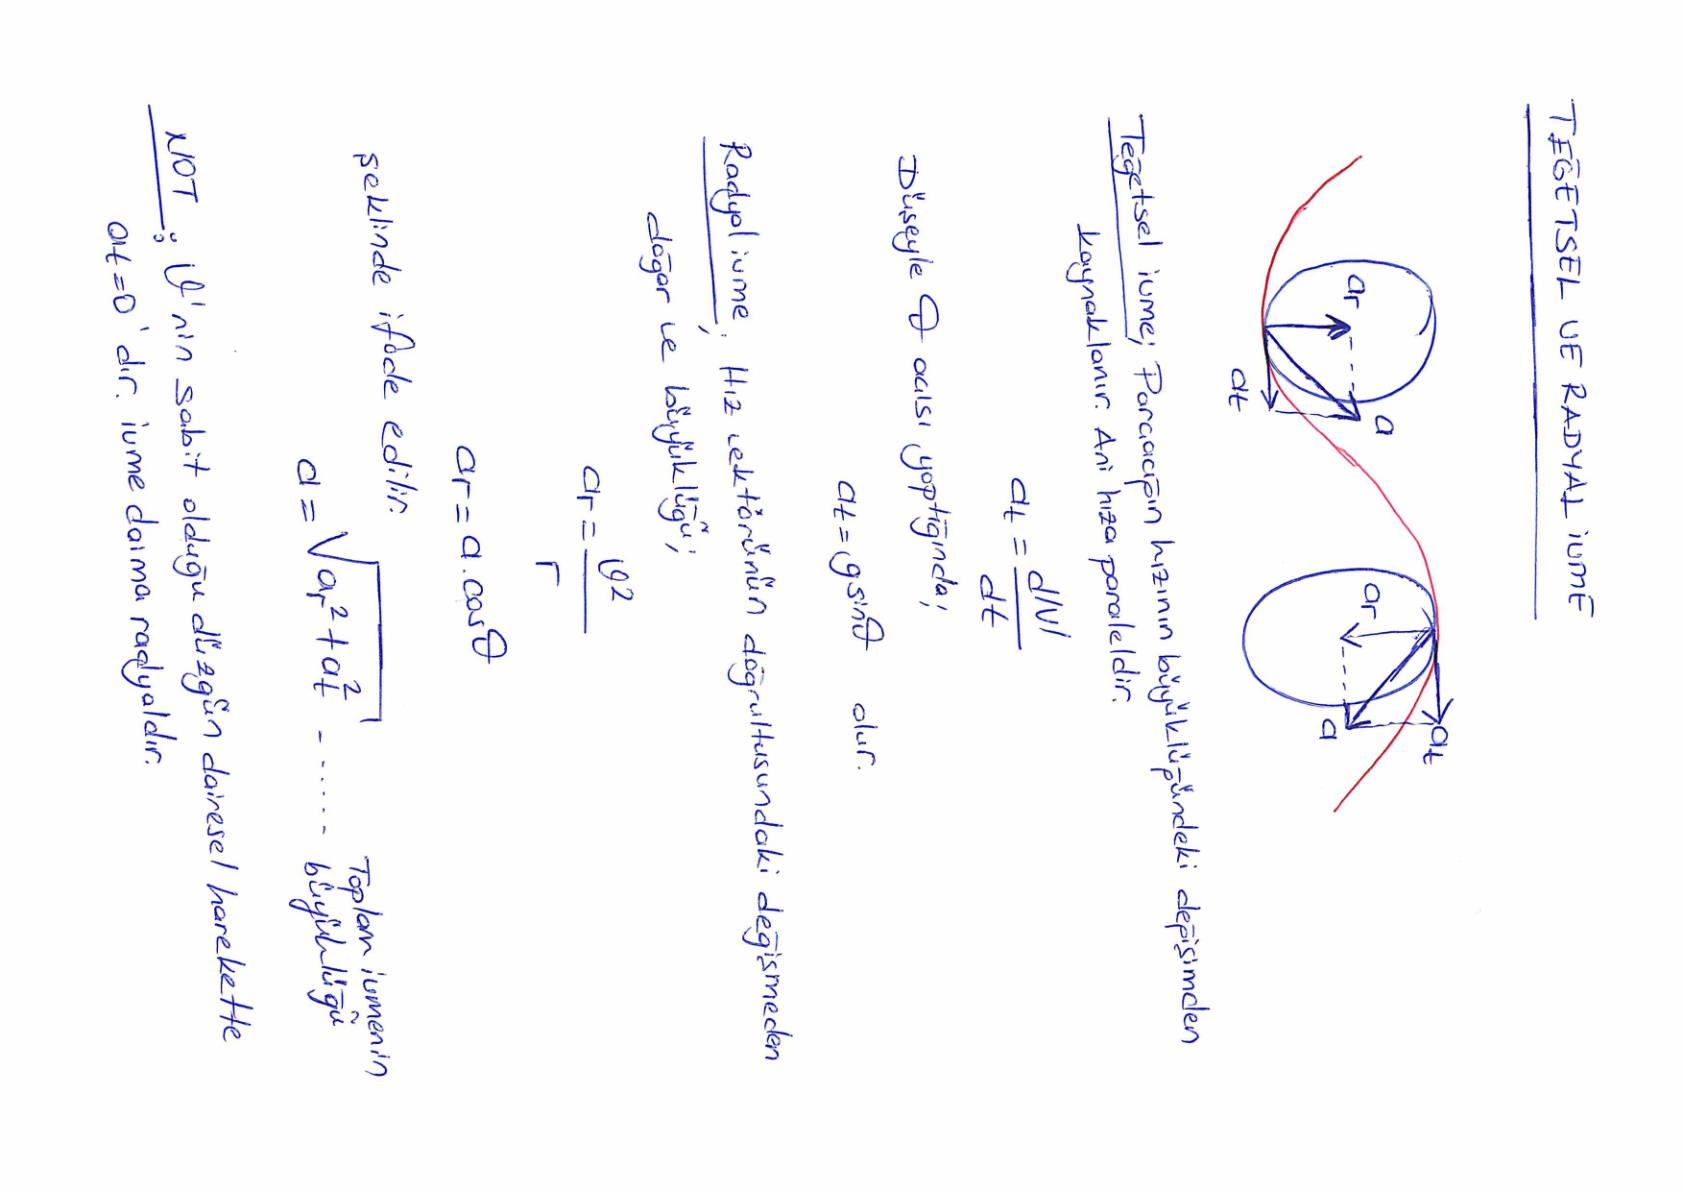 TEĞETSEL VE RADYAL İVME
ar
a
at
ar
a
at
Teğetsel ivme; Parçacığın hızının büyüklüğündeki değişimden
kaynaklanır. Ani hıza paraleldir.
at = d|V| / dt
Düşeyle θ açısı yaptığında;
at = g sinθ olur.
Radyal ivme; Hız vektörünün doğrultusundaki değişmeden
doğar ve büyüklüğü;
ar = v² / r
ar = a.cosθ
şeklinde ifade edilir.
a = √ar² + at² - ..... - Toplam ivmenin
büyüklüğü
NOT; v'nin sabit olduğu düzgün dairesel harekette
at = 0' dır. ivme daima radyaldır.